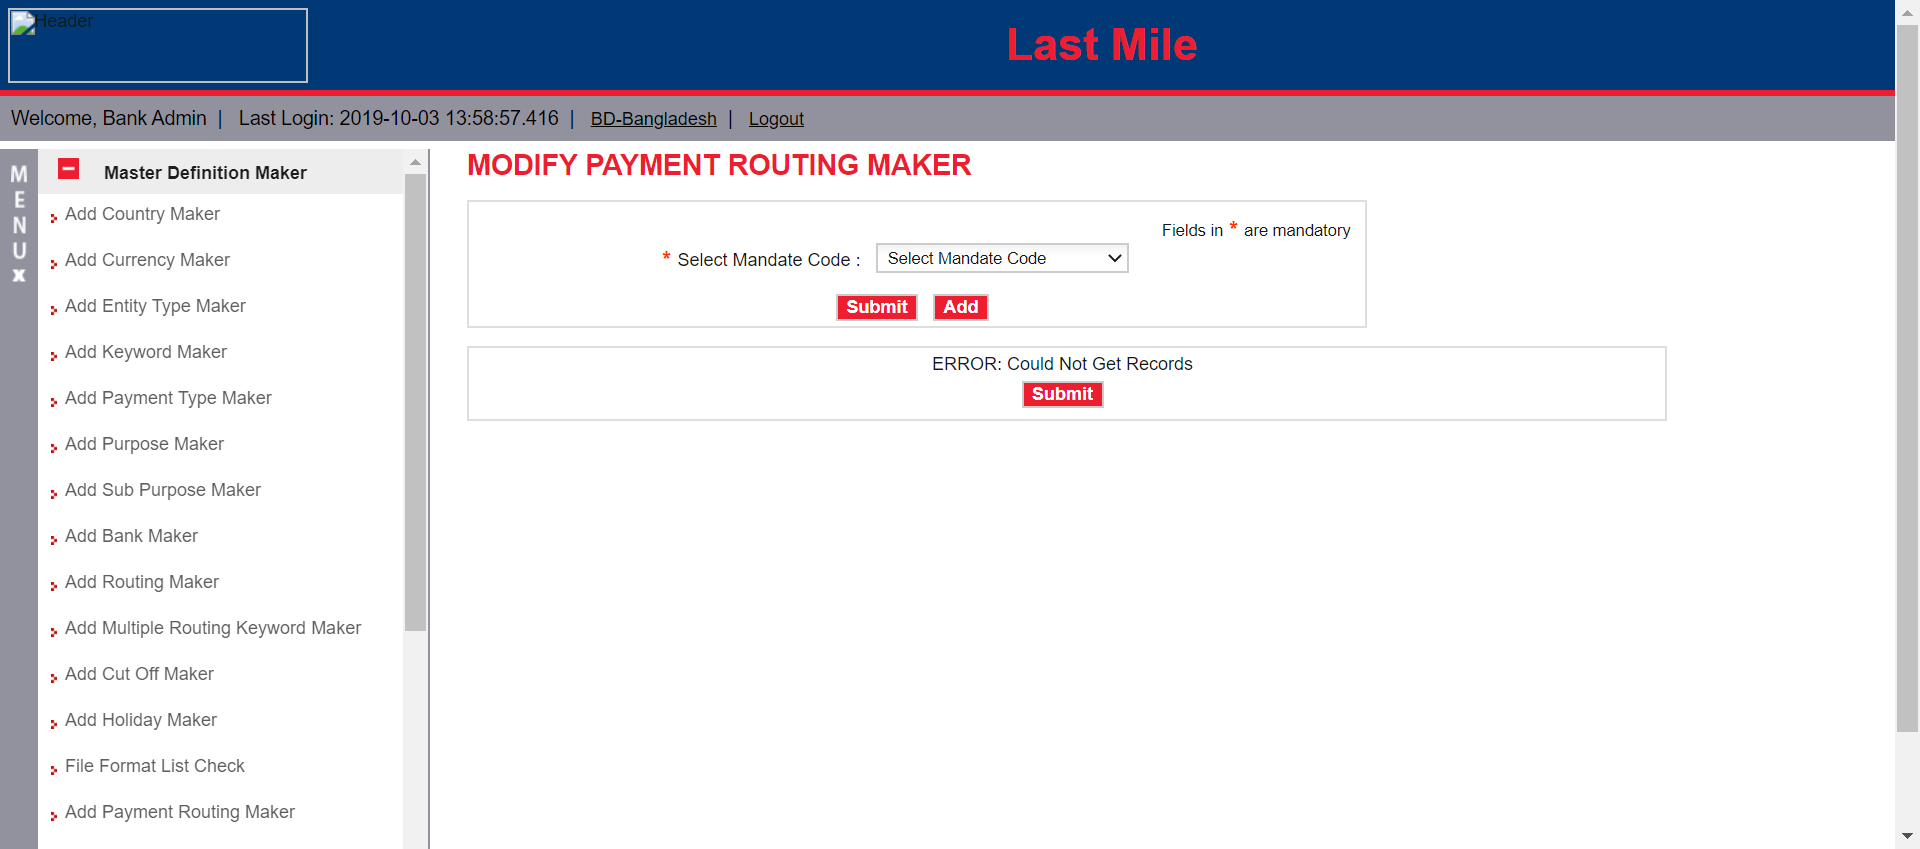 Header
Last Mile
Welcome, Bank Admin | Last Login: 2019-10-03 13:58:57.416 | BD-Bangladesh | Logout
MENU
x
Master Definition Maker
Add Country Maker
Add Currency Maker
Add Entity Type Maker
Add Keyword Maker
Add Payment Type Maker
Add Purpose Maker
Add Sub Purpose Maker
Add Bank Maker
Add Routing Maker
Add Multiple Routing Keyword Maker
Add Cut Off Maker
Add Holiday Maker
File Format List Check
Add Payment Routing Maker
MODIFY PAYMENT ROUTING MAKER
Fields in * are mandatory
* Select Mandate Code : Select Mandate Code
Submit Add
ERROR: Could Not Get Records
Submit